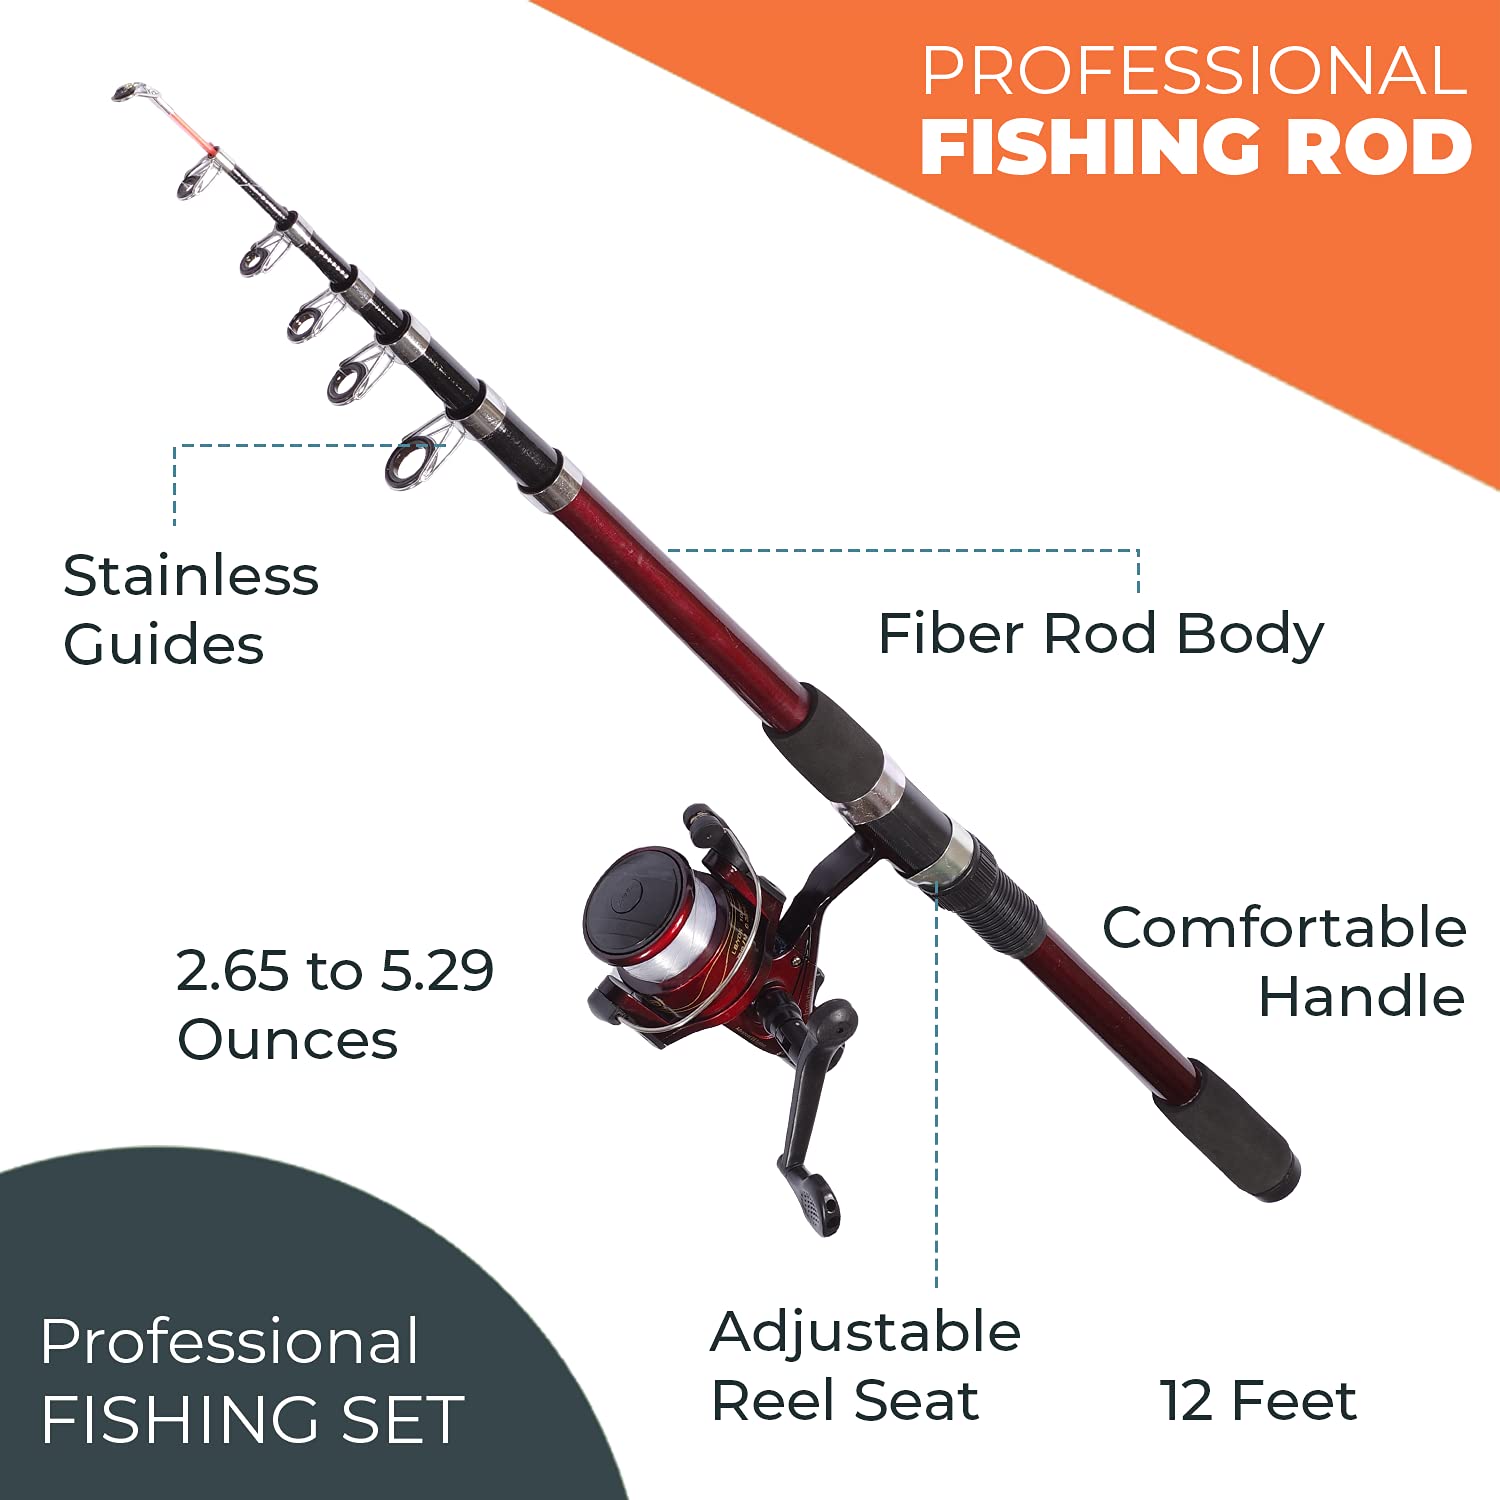 PROFESSIONAL
FISHING ROD
Stainless
Guides
Fiber Rod Body
Comfortable
Handle
2.65 to 5.29
Ounces
Adjustable
Reel Seat
12 Feet
Professional
FISHING SET